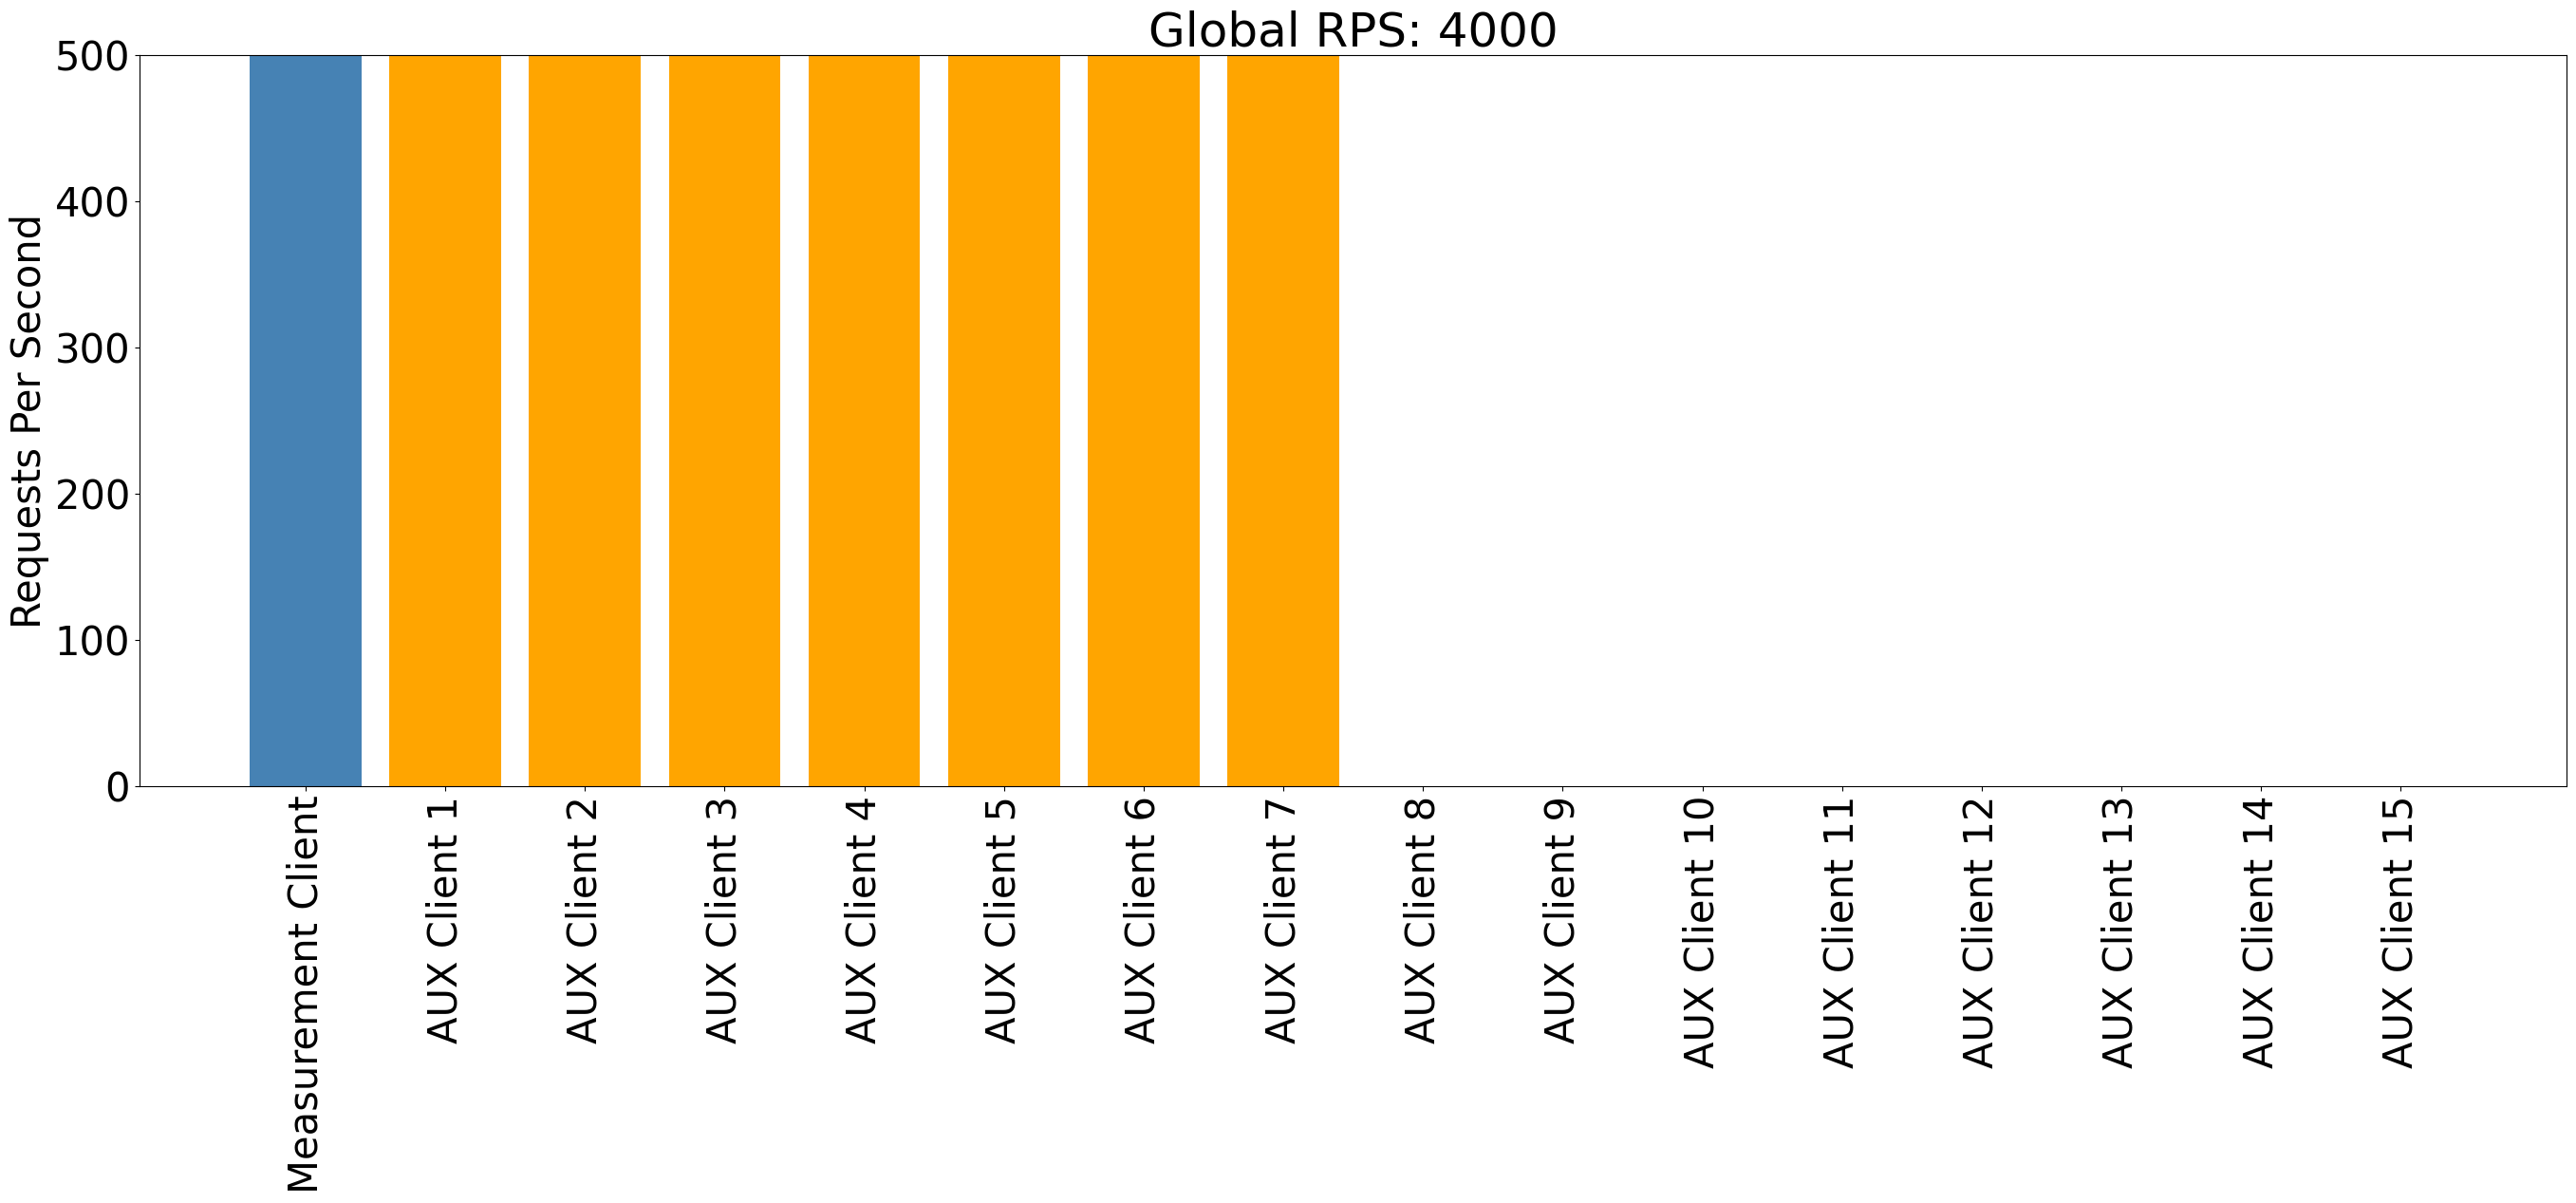 Global RPS: 4000
Requests Per Second
500
400
300
200
100
0
Measurement Client
AUX Client 1
AUX Client 2
AUX Client 3
AUX Client 4
AUX Client 5
AUX Client 6
AUX Client 7
AUX Client 8
AUX Client 9
AUX Client 10
AUX Client 11
AUX Client 12
AUX Client 13
AUX Client 14
AUX Client 15